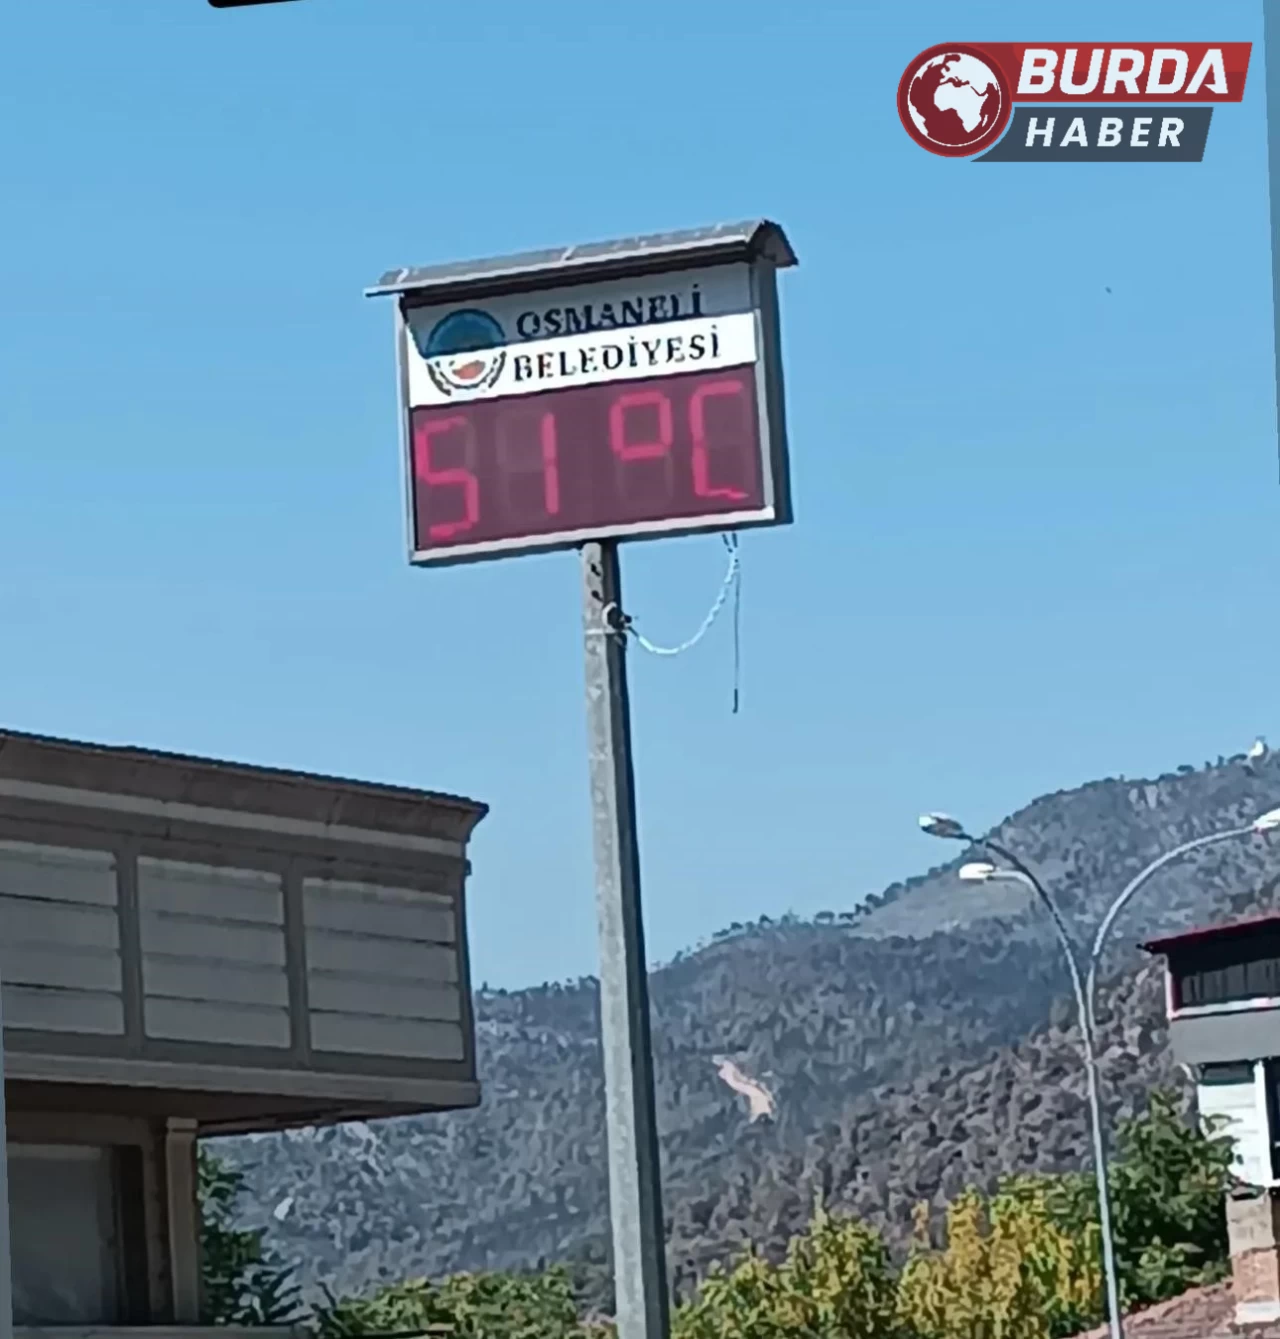 BURDA
HABER
OSMANELİ
BELEDİYESİ
51°C